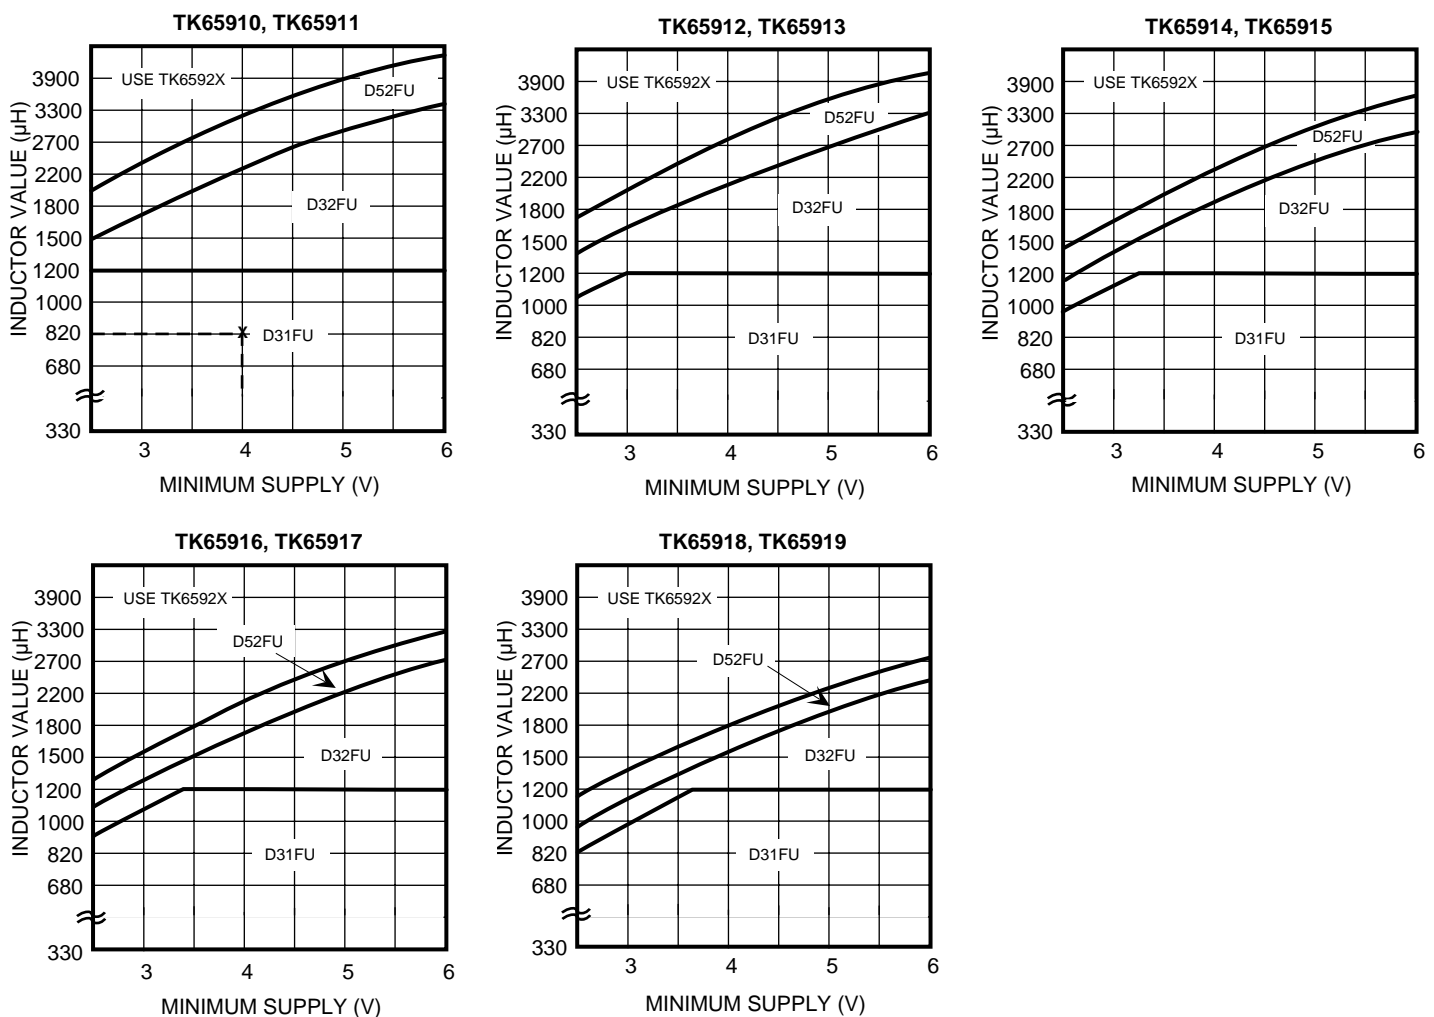 TK65910, TK65911
INDUCTOR VALUE (µH)
3900
3300
2700
2200
1800
1500
1200
1000
820
680
330
USE TK6592X
D52FU
D32FU
X
D31FU
3 4 5 6
MINIMUM SUPPLY (V)
TK65912, TK65913
INDUCTOR VALUE (µH)
3900
3300
2700
2200
1800
1500
1200
1000
820
680
330
USE TK6592X
D52FU
D32FU
D31FU
3 4 5 6
MINIMUM SUPPLY (V)
TK65914, TK65915
INDUCTOR VALUE (µH)
3900
3300
2700
2200
1800
1500
1200
1000
820
680
330
USE TK6592X
D52FU
D32FU
D31FU
3 4 5 6
MINIMUM SUPPLY (V)
TK65916, TK65917
INDUCTOR VALUE (µH)
3900
3300
2700
2200
1800
1500
1200
1000
820
680
330
USE TK6592X
D52FU
D32FU
D31FU
3 4 5 6
MINIMUM SUPPLY (V)
TK65918, TK65919
INDUCTOR VALUE (µH)
3900
3300
2700
2200
1800
1500
1200
1000
820
680
330
USE TK6592X
D52FU
D32FU
D31FU
3 4 5 6
MINIMUM SUPPLY (V)